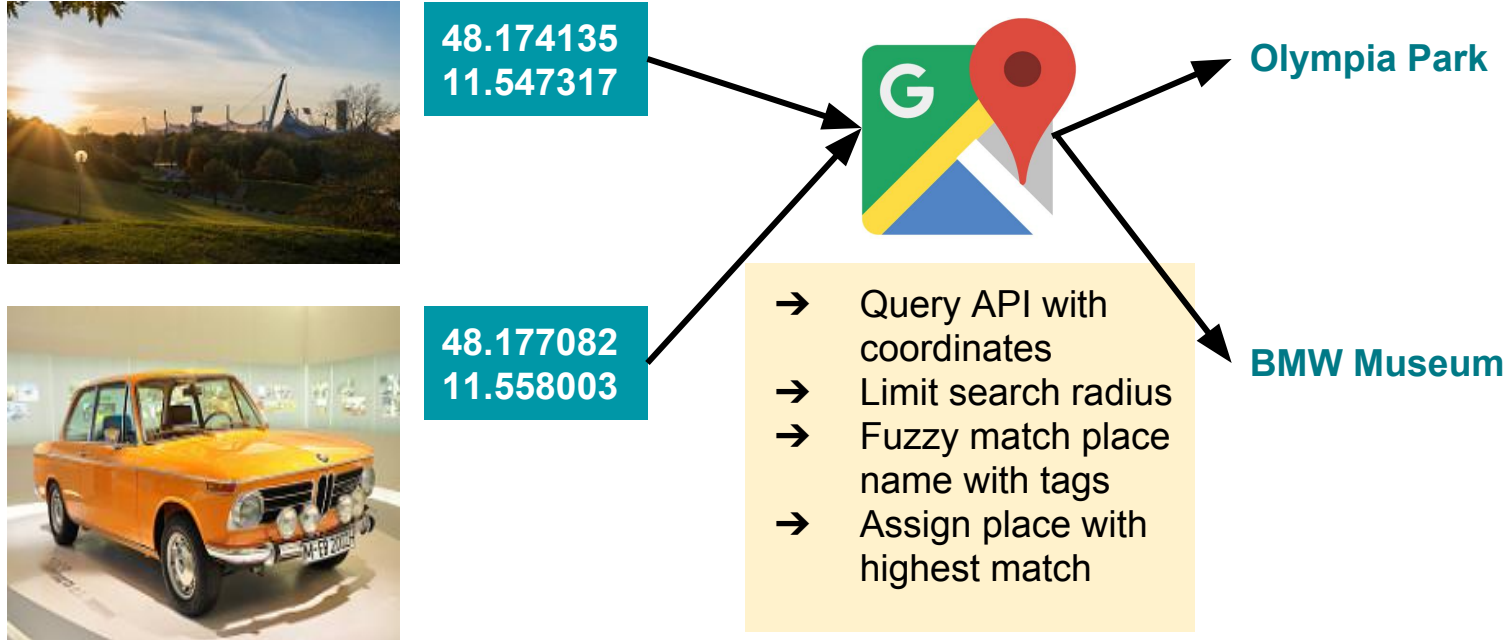 48.174135
11.547317
G
Olympia Park
48.177082
11.558003
➔ Query API with
coordinates
➔ Limit search radius
➔ Fuzzy match place
name with tags
➔ Assign place with
highest match
BMW Museum